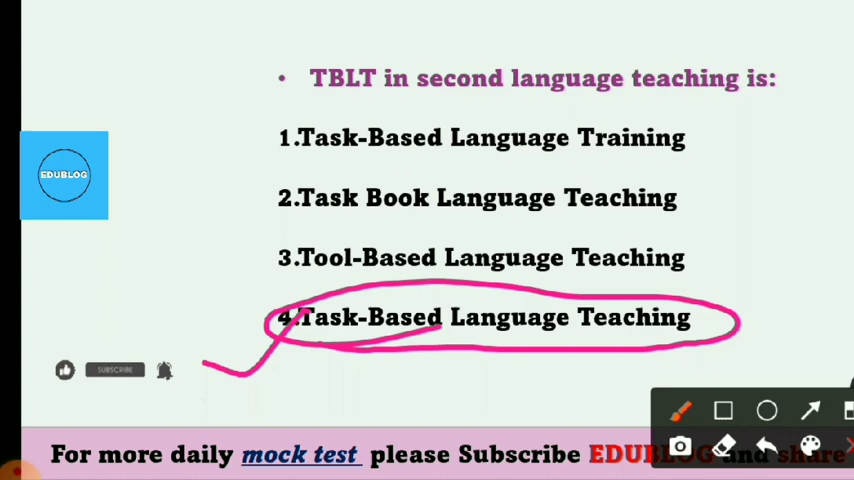 • TBLT in second language teaching is:
1.Task-Based Language Training
2.Task Book Language Teaching
EDUBLOG
3.Tool-Based Language Teaching
4.Task-Based Language Teaching
SUBSCRIBE
For more daily mock test please Subscribe EDUBLOG and share